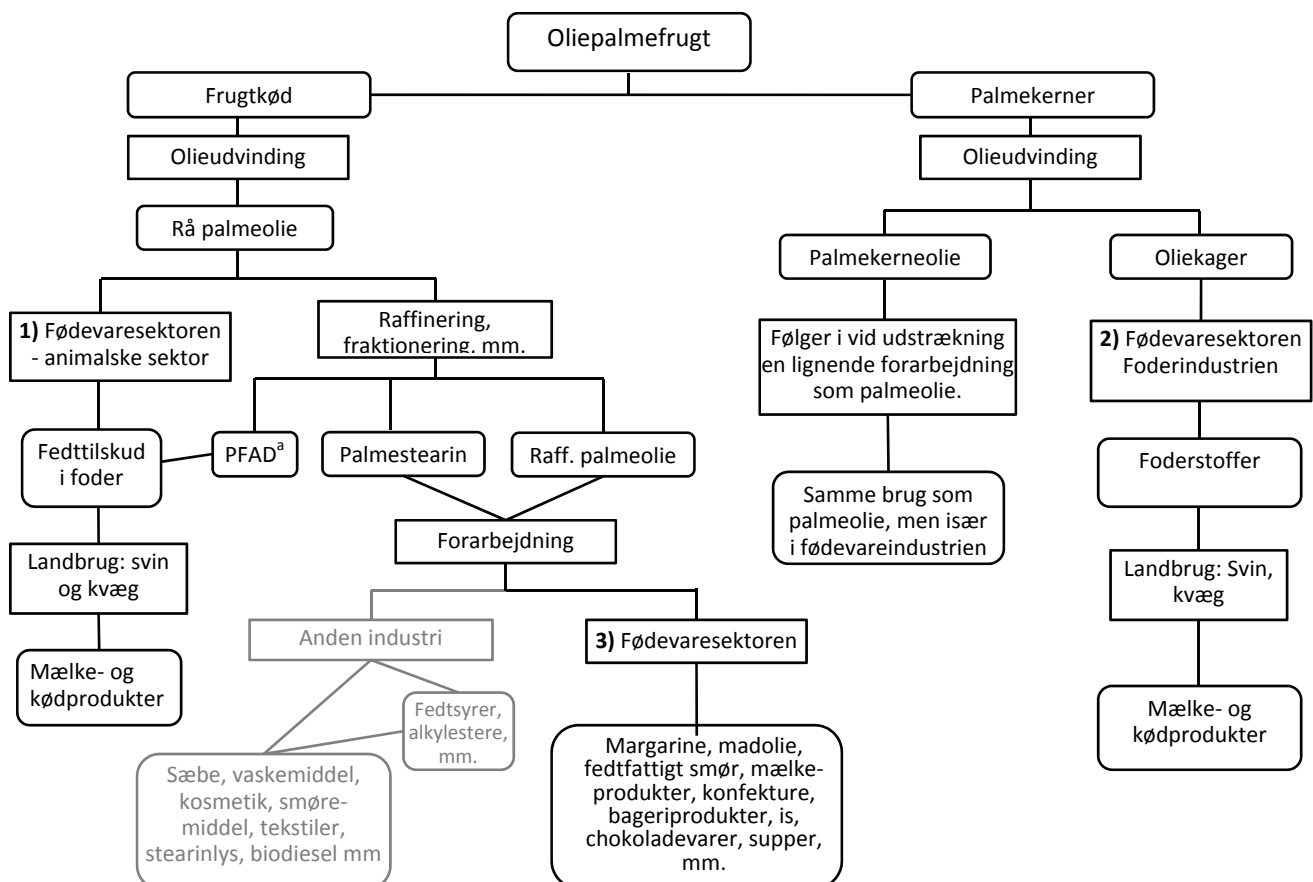 Oliepalmefrugt
Frugtkød
Palmekerner
Olieudvinding
Olieudvinding
Rå palmeolie
Palmekerneolie
Oliekager
1) Fødevaresektoren
- animalske sektor
Raffinering,
fraktionering. mm.
Følger i vid udstrækning
en lignende forarbejdning
som palmeolie.
2) Fødevaresektoren
Foderindustrien
Fedttilskud
i foder
PFADᵃ
Palmestearin
Raff. palmeolie
Samme brug som
palmeolie, men især
i fødevareindustrien
Foderstoffer
Forarbejdning
Landbrug: svin
og kvæg
Landbrug: Svin,
kvæg
Anden industri
3) Fødevaresektoren
Mælke- og
kødprodukter
Fedtsyrer,
alkylestere,
mm.
Mælke- og
kødprodukter
Sæbe, vaskemiddel,
kosmetik, smøre-
middel, tekstiler,
stearinlys, biodiesel mm
Margarine, madolie,
fedtfattigt smør, mælke-
produkter, konfekture,
bageriprodukter, is,
chokoladevarer, supper,
mm.